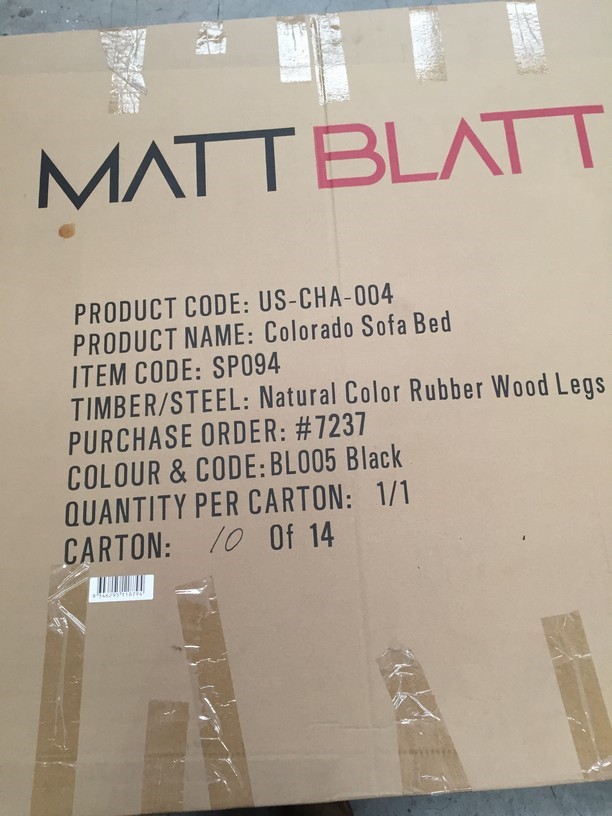 MATT BLATT
PRODUCT CODE: US-CHA-004
PRODUCT NAME: Colorado Sofa Bed
ITEM CODE: SP094
TIMBER/STEEL: Natural Color Rubber Wood Legs
PURCHASE ORDER: #7237
COLOUR & CODE:BL005 Black
QUANTITY PER CARTON: 1/1
CARTON: 10 Of 14